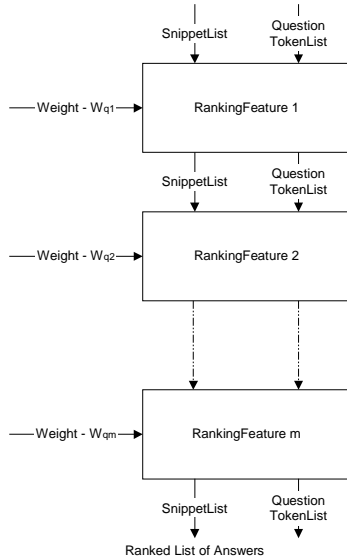 SnippetList
Question
TokenList
Weight - Wq1
RankingFeature 1
SnippetList
Question
TokenList
Weight - Wq2
RankingFeature 2
Weight - Wqm
RankingFeature m
SnippetList
Question
TokenList
Ranked List of Answers